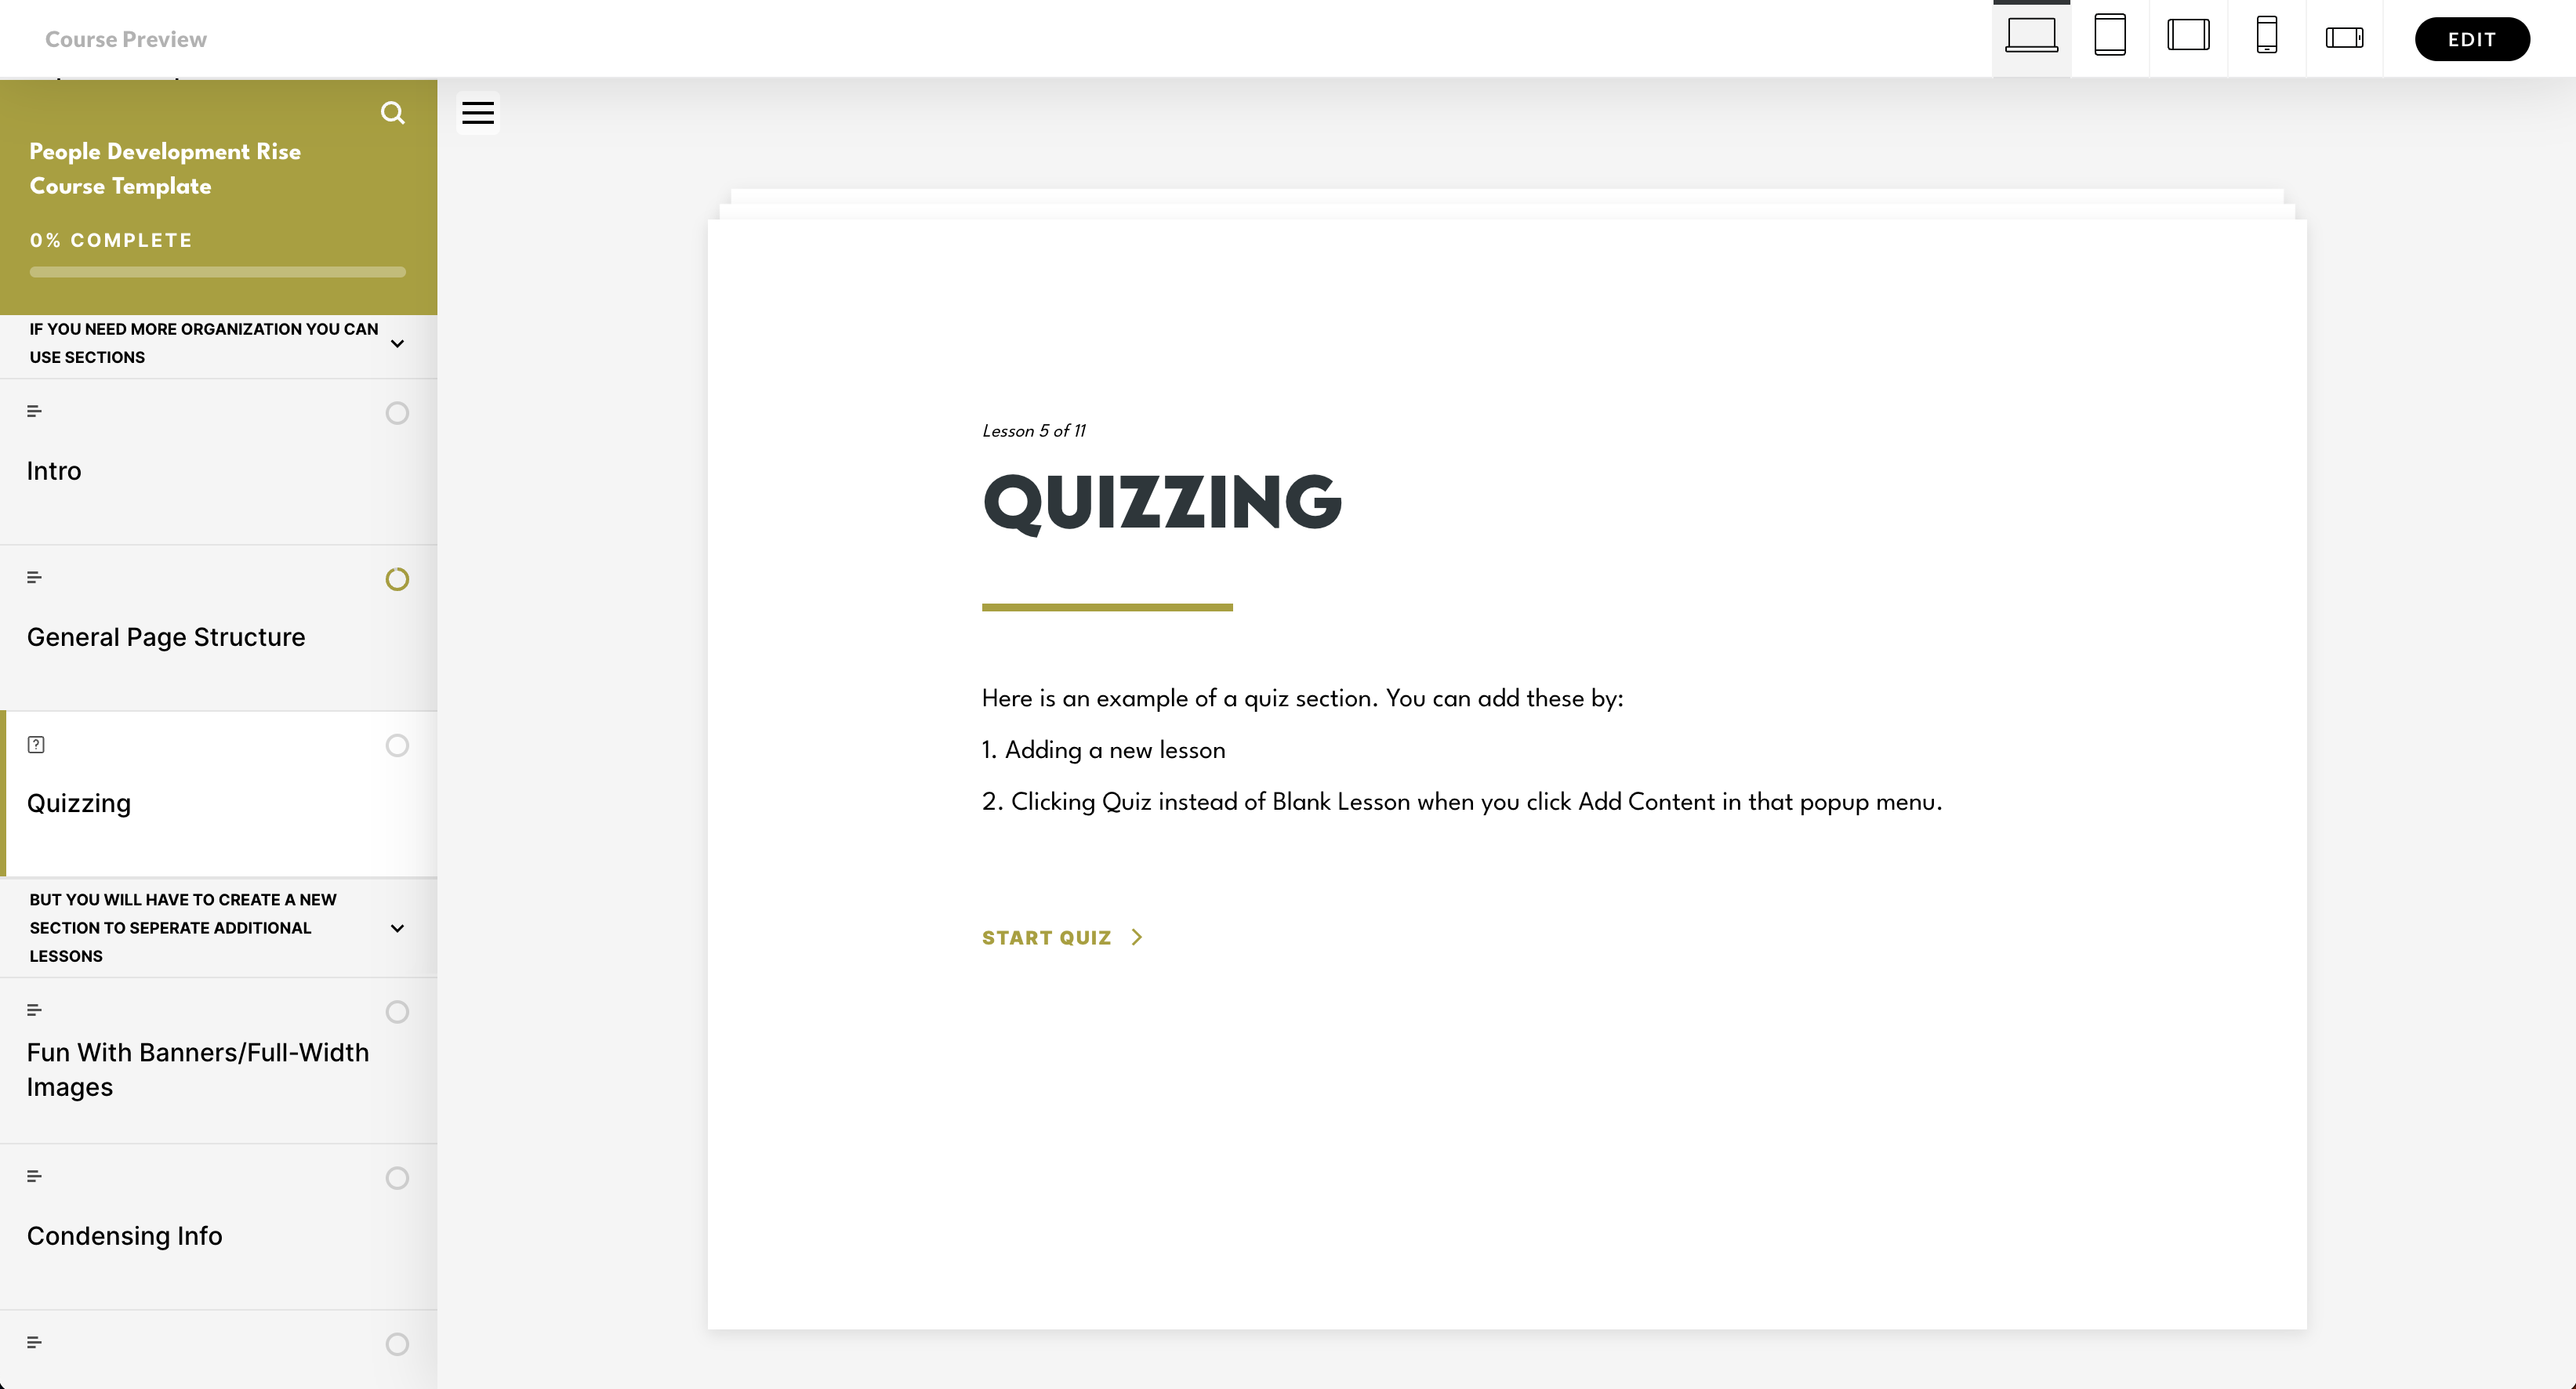 Course Preview
EDIT
People Development Rise
Course Template
0% COMPLETE
IF YOU NEED MORE ORGANIZATION YOU CAN
USE SECTIONS
Intro
General Page Structure
Quizzing
BUT YOU WILL HAVE TO CREATE A NEW
SECTION TO SEPERATE ADDITIONAL
LESSONS
Fun With Banners/Full-Width
Images
Condensing Info
Lesson 5 of 11
QUIZZING
Here is an example of a quiz section. You can add these by:
1. Adding a new lesson
2. Clicking Quiz instead of Blank Lesson when you click Add Content in that popup menu.
START QUIZ